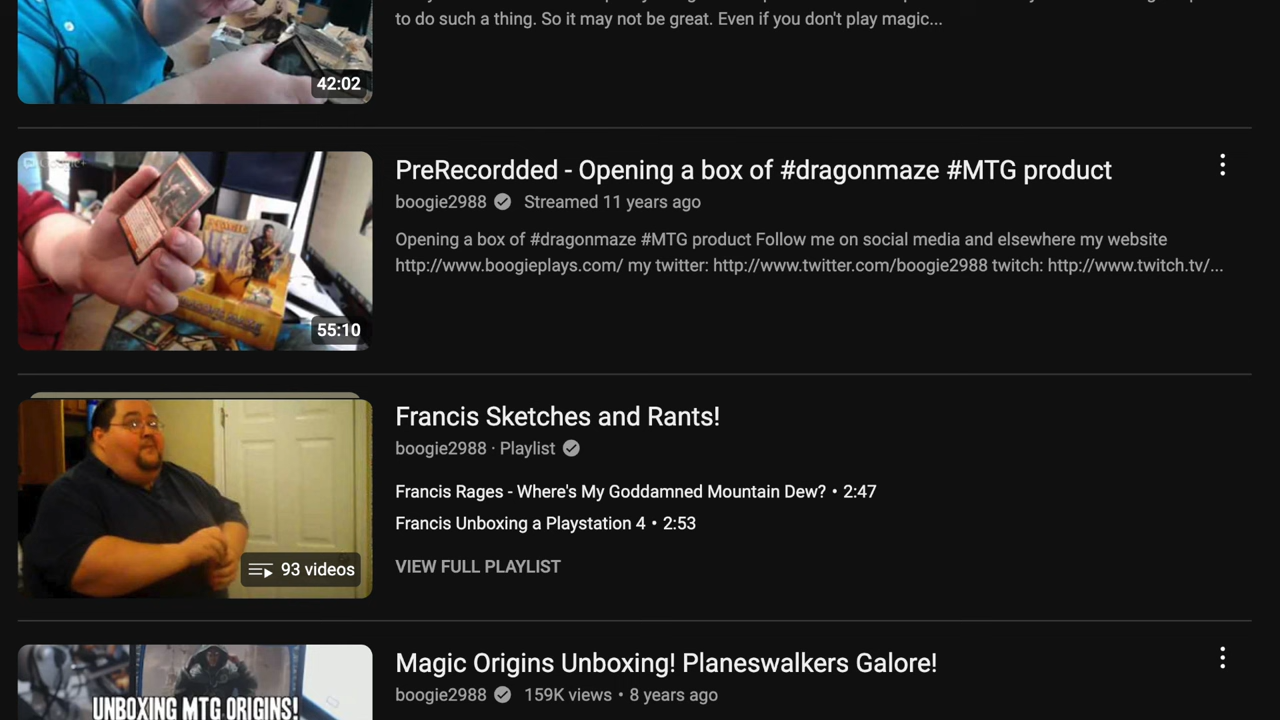 to do such a thing. So it may not be great. Even if you don't play magic...
42:02
PreRecordded - Opening a box of #dragonmaze #MTG product
boogie2988 Streamed 11 years ago
Opening a box of #dragonmaze #MTG product Follow me on social media and elsewhere my website
http://www.boogieplays.com/ my twitter: http://www.twitter.com/boogie2988 twitch: http://www.twitch.tv/...
55:10
Francis Sketches and Rants!
boogie2988 · Playlist
Francis Rages - Where's My Goddamned Mountain Dew? • 2:47
Francis Unboxing a Playstation 4 • 2:53
93 videos
VIEW FULL PLAYLIST
Magic Origins Unboxing! Planeswalkers Galore!
boogie2988 159K views • 8 years ago
UNBOXING MTG ORIGINS!